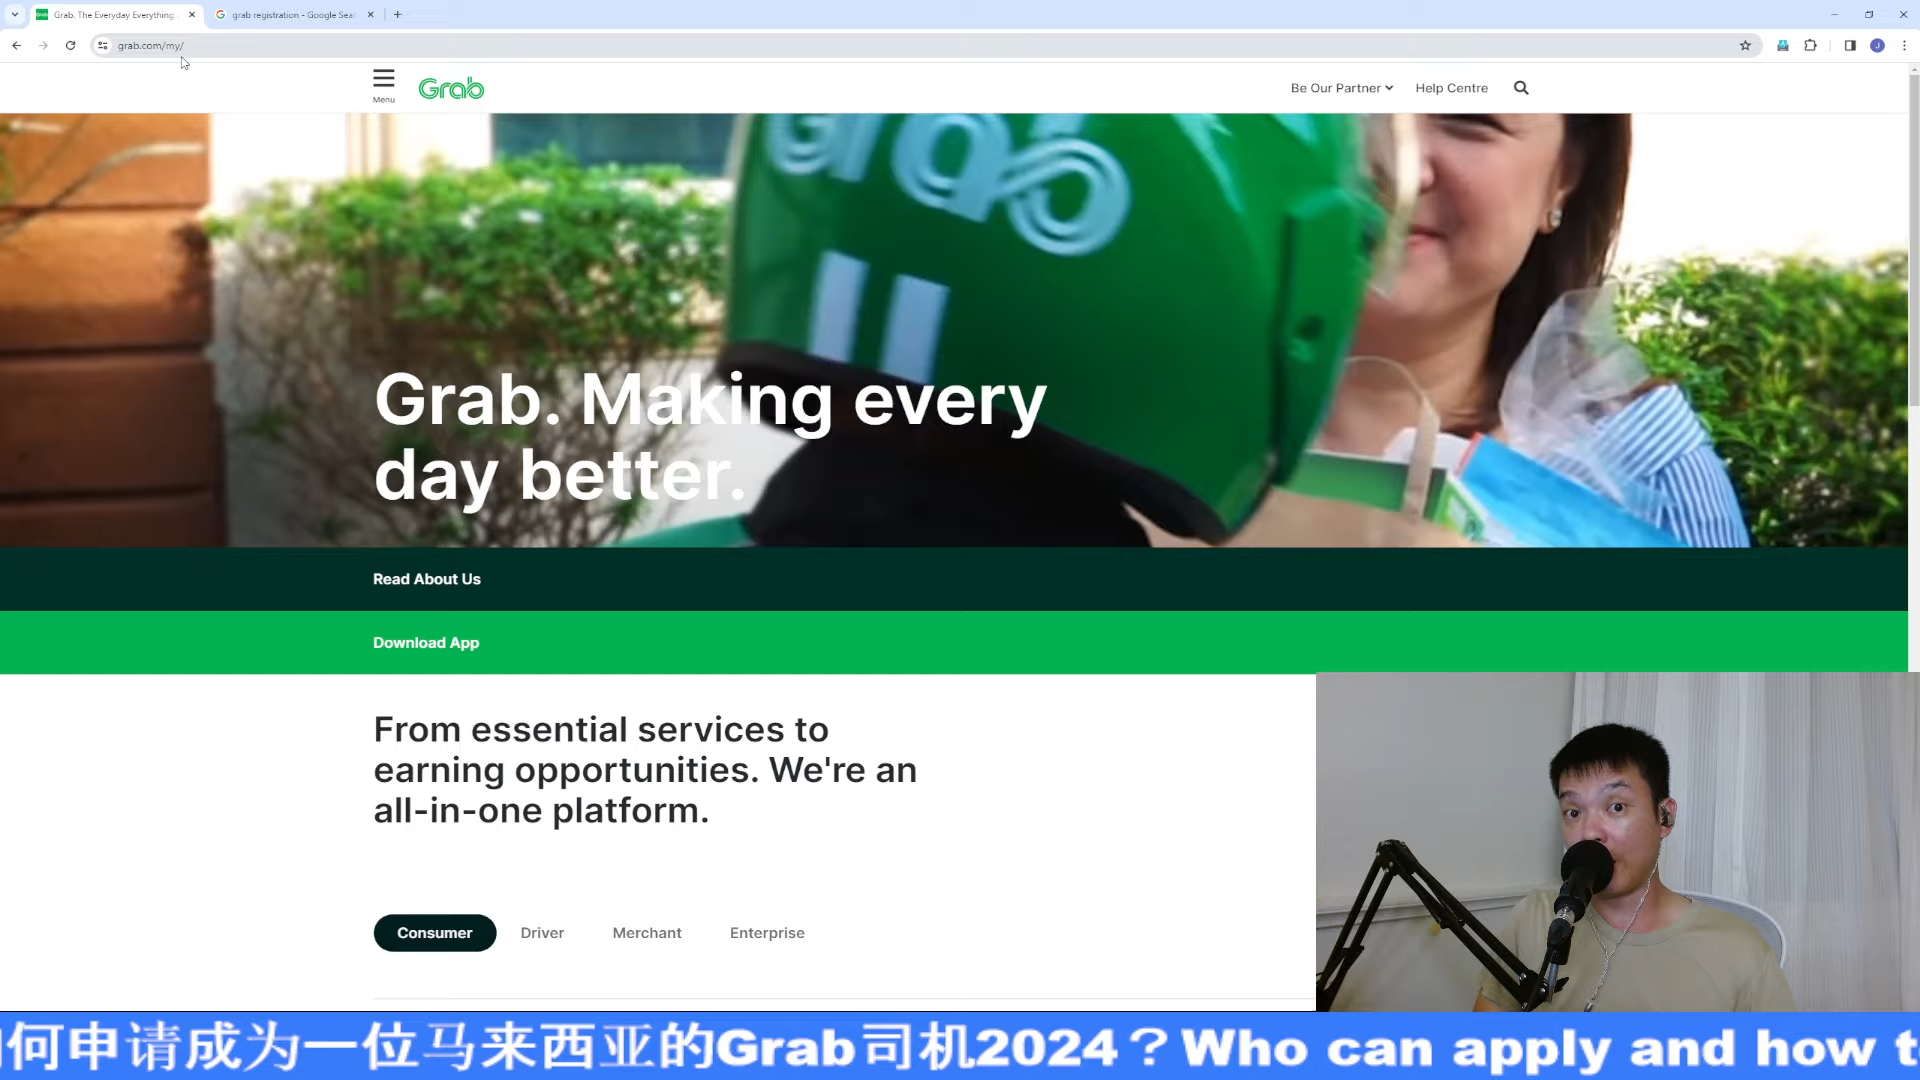 Grab. The Everyday Everything
grab registration - Google Sear
grab.com/my/
Menu
Grab
Be Our Partner
Help Centre
Grab
Grab. Making every
day better.
Read About Us
Download App
From essential services to
earning opportunities. We're an
all-in-one platform.
Consumer
Driver
Merchant
Enterprise
何申请成为一位马来西亚的Grab司机2024？Who can apply and how t